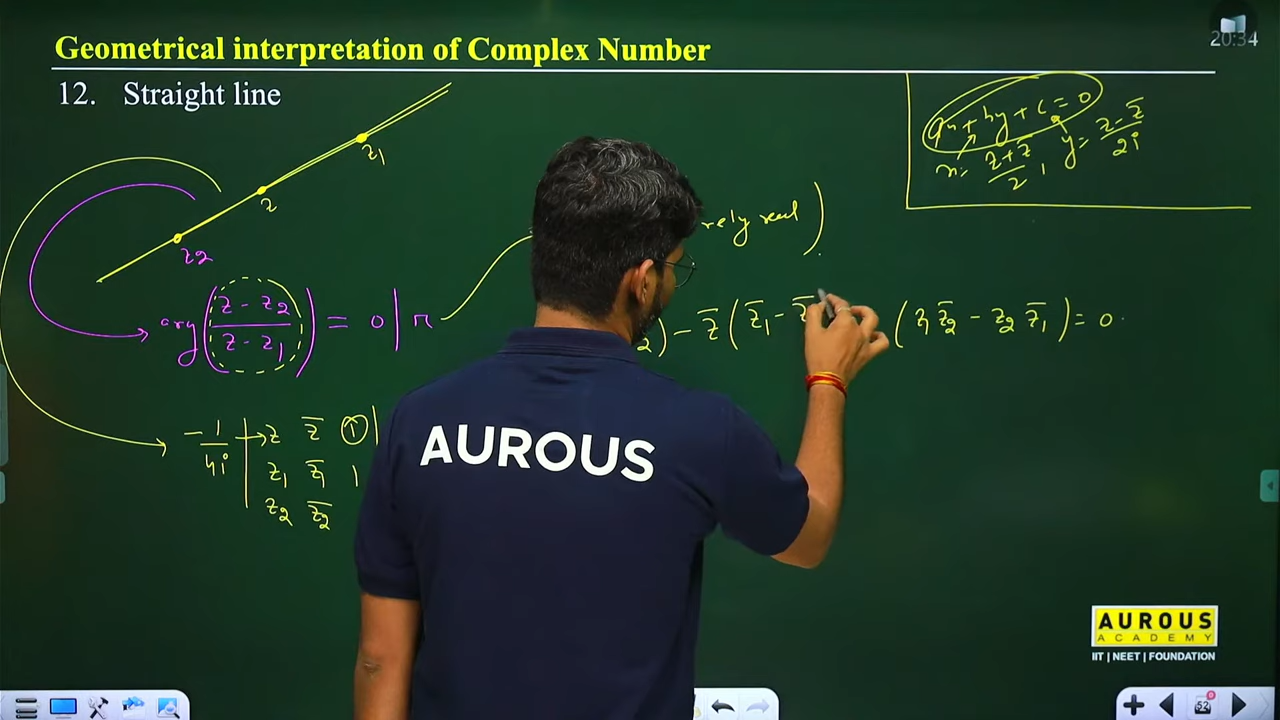 20:34
Geometrical interpretation of Complex Number
12. Straight line
ax + by + c = 0
x = z + z̄ / 2 , y = z - z̄ / 2i
z₁
z
z₂
rely real )
arg( z - z₂ / z - z₁ ) = 0 | π
₂) - z̄ ( z̄₁ - z̄
( z₁ z̄₂ - z₂ z̄₁ ) = 0.
- 1 / 4i | z z̄ 1 |
z₁ z̄₁ 1
z₂ z̄₂
AUROUS
AUROUS
ACADEMY
IIT | NEET | FOUNDATION
52